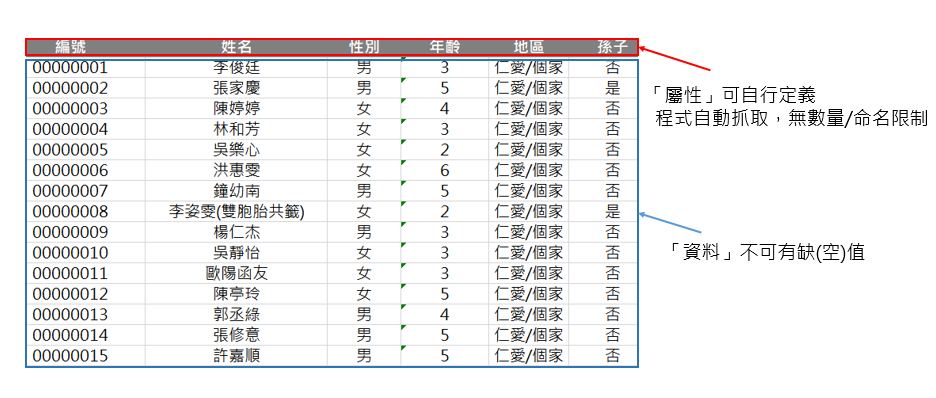 編號 姓名 性別 年齡 地區 孫子
00000001 李俊廷 男 3 仁愛/個家 否
00000002 張家慶 男 5 仁愛/個家 是
00000003 陳婷婷 女 4 仁愛/個家 否
00000004 林和芳 女 3 仁愛/個家 否
00000005 吳樂心 女 2 仁愛/個家 否
00000006 洪惠雯 女 6 仁愛/個家 否
00000007 鐘幼南 男 5 仁愛/個家 否
00000008 李姿雯(雙胞胎共籤) 女 2 仁愛/個家 是
00000009 楊仁杰 男 3 仁愛/個家 否
00000010 吳靜怡 女 3 仁愛/個家 否
00000011 歐陽函友 女 3 仁愛/個家 否
00000012 陳亭玲 女 5 仁愛/個家 否
00000013 郭丞綠 男 4 仁愛/個家 否
00000014 張修意 男 5 仁愛/個家 否
00000015 許嘉順 男 5 仁愛/個家 否
「屬性」可自行定義
程式自動抓取，無數量/命名限制
「資料」不可有缺(空)值